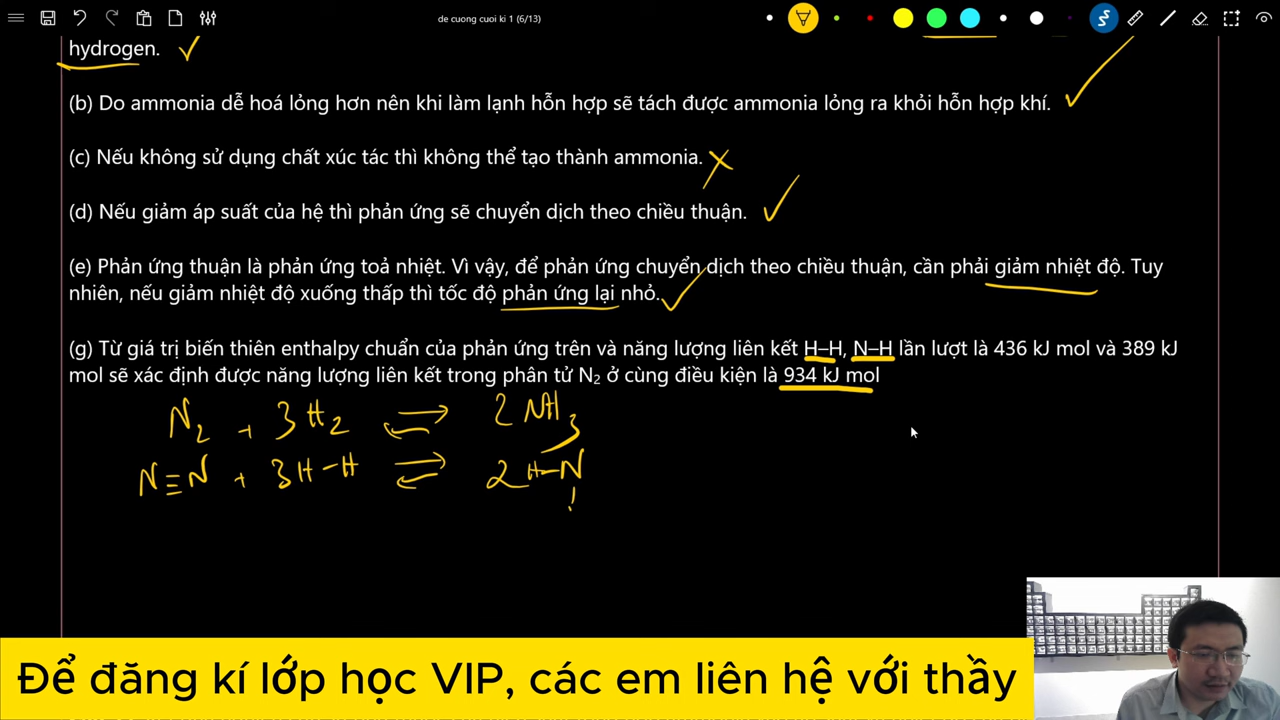 de cuong cuoi ki 1 (6/13)
hydrogen.
(b) Do ammonia dễ hoá lỏng hơn nên khi làm lạnh hỗn hợp sẽ tách được ammonia lỏng ra khỏi hỗn hợp khí.
(c) Nếu không sử dụng chất xúc tác thì không thể tạo thành ammonia.
(d) Nếu giảm áp suất của hệ thì phản ứng sẽ chuyển dịch theo chiều thuận.
(e) Phản ứng thuận là phản ứng toả nhiệt. Vì vậy, để phản ứng chuyển dịch theo chiều thuận, cần phải giảm nhiệt độ. Tuy
nhiên, nếu giảm nhiệt độ xuống thấp thì tốc độ phản ứng lại nhỏ.
(g) Từ giá trị biến thiên enthalpy chuẩn của phản ứng trên và năng lượng liên kết H–H, N–H lần lượt là 436 kJ mol và 389 kJ
mol sẽ xác định được năng lượng liên kết trong phân tử N₂ ở cùng điều kiện là 934 kJ mol
N₂ + 3H₂ ⇌ 2NH₃
N≡N + 3H–H ⇌ 2H–N
Để đăng kí lớp học VIP, các em liên hệ với thầy